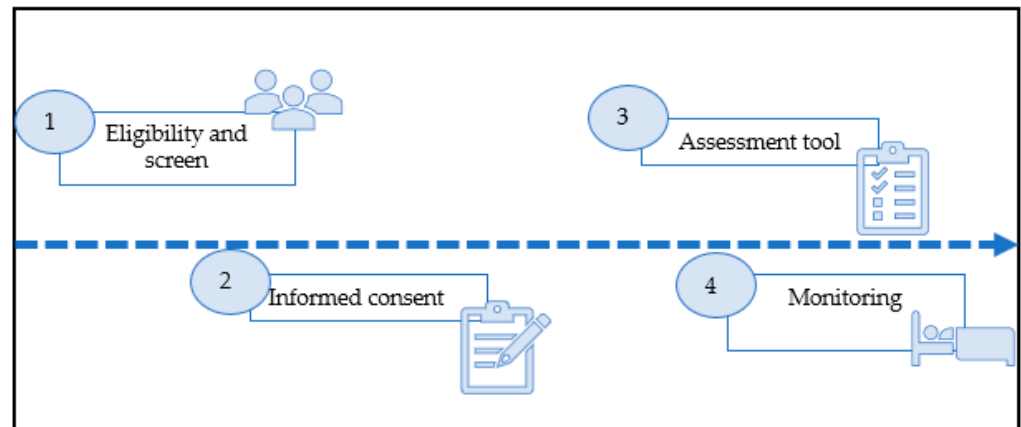 1
Eligibility and
screen
2
Informed consent
3
Assessment tool
4
Monitoring